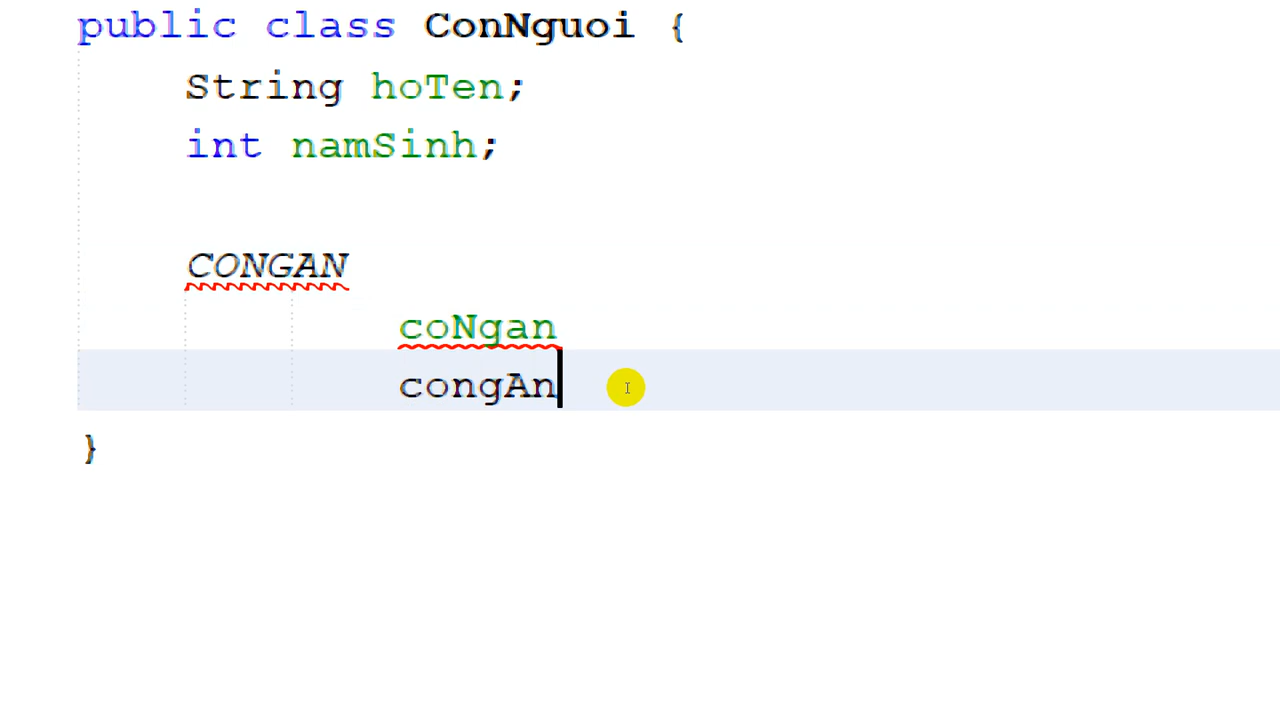 public class ConNguoi {
String hoTen;
int namSinh;
CONGAN
coNgan
congAn
}